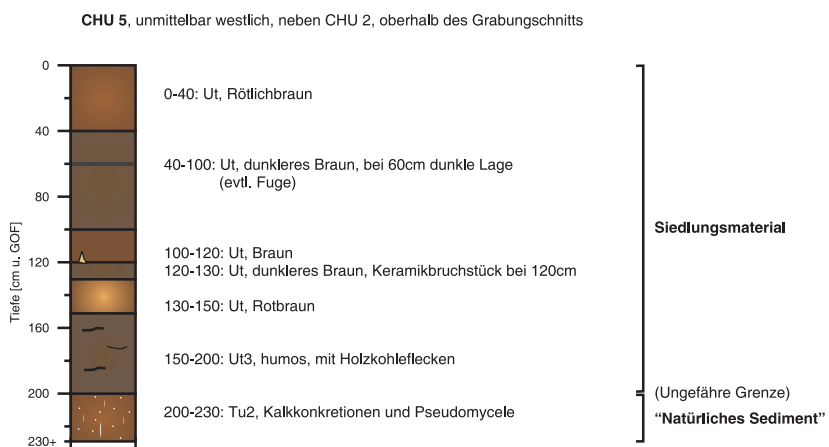 CHU 5, unmittelbar westlich, neben CHU 2, oberhalb des Grabungschnitts
Tiefe [cm u. GOF]
0
40
80
120
160
200
230+
0-40: Ut, Rötlichbraun
40-100: Ut, dunkleres Braun, bei 60cm dunkle Lage
(evtl. Fuge)
100-120: Ut, Braun
120-130: Ut, dunkleres Braun, Keramikbruchstück bei 120cm
130-150: Ut, Rotbraun
150-200: Ut3, humos, mit Holzkohleflecken
200-230: Tu2, Kalkkonkretionen und Pseudomycele
Siedlungsmaterial
(Ungefähre Grenze)
“Natürliches Sediment”